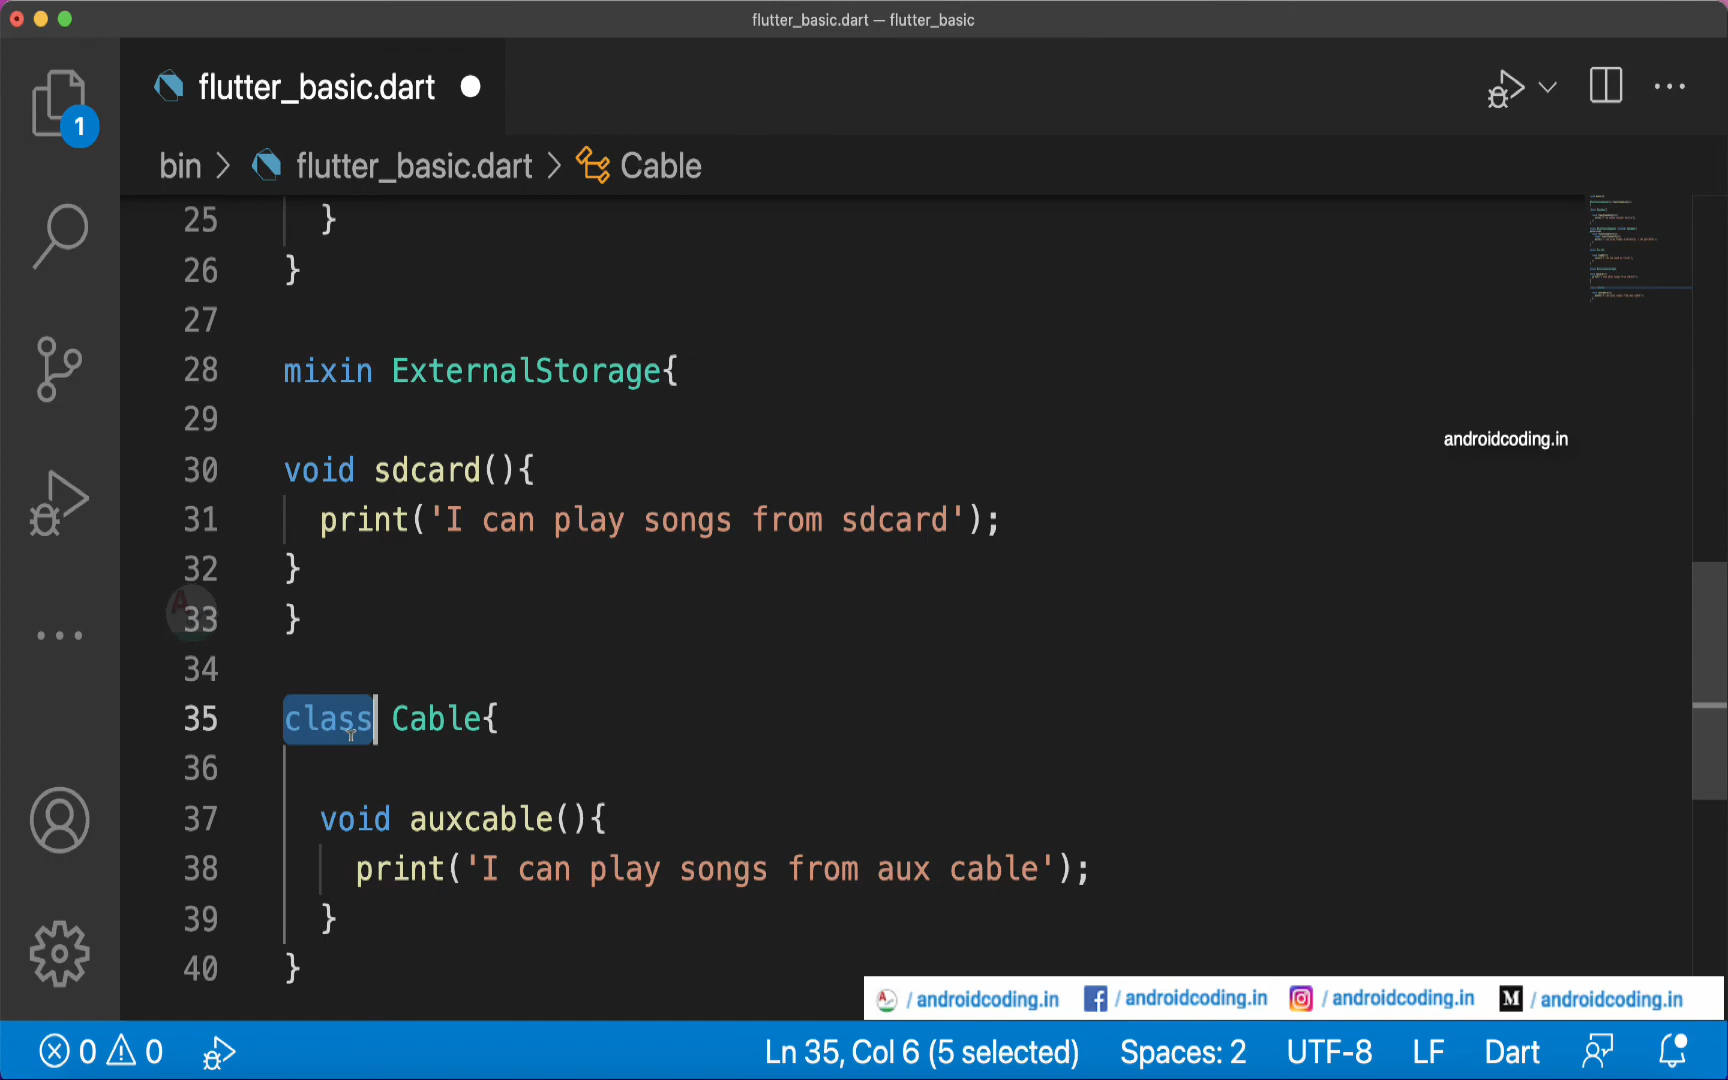 flutter_basic.dart — flutter_basic
flutter_basic.dart
1
bin > flutter_basic.dart > Cable
25 }
26 }
27
28 mixin ExternalStorage{
29
androidcoding.in
30 void sdcard(){
31 print('I can play songs from sdcard');
32 }
33 }
34
35 class Cable{
36
37 void auxcable(){
38 print('I can play songs from aux cable');
39 }
40 }
/ androidcoding.in / androidcoding.in / androidcoding.in M / androidcoding.in
0 0 Ln 35, Col 6 (5 selected) Spaces: 2 UTF-8 LF Dart